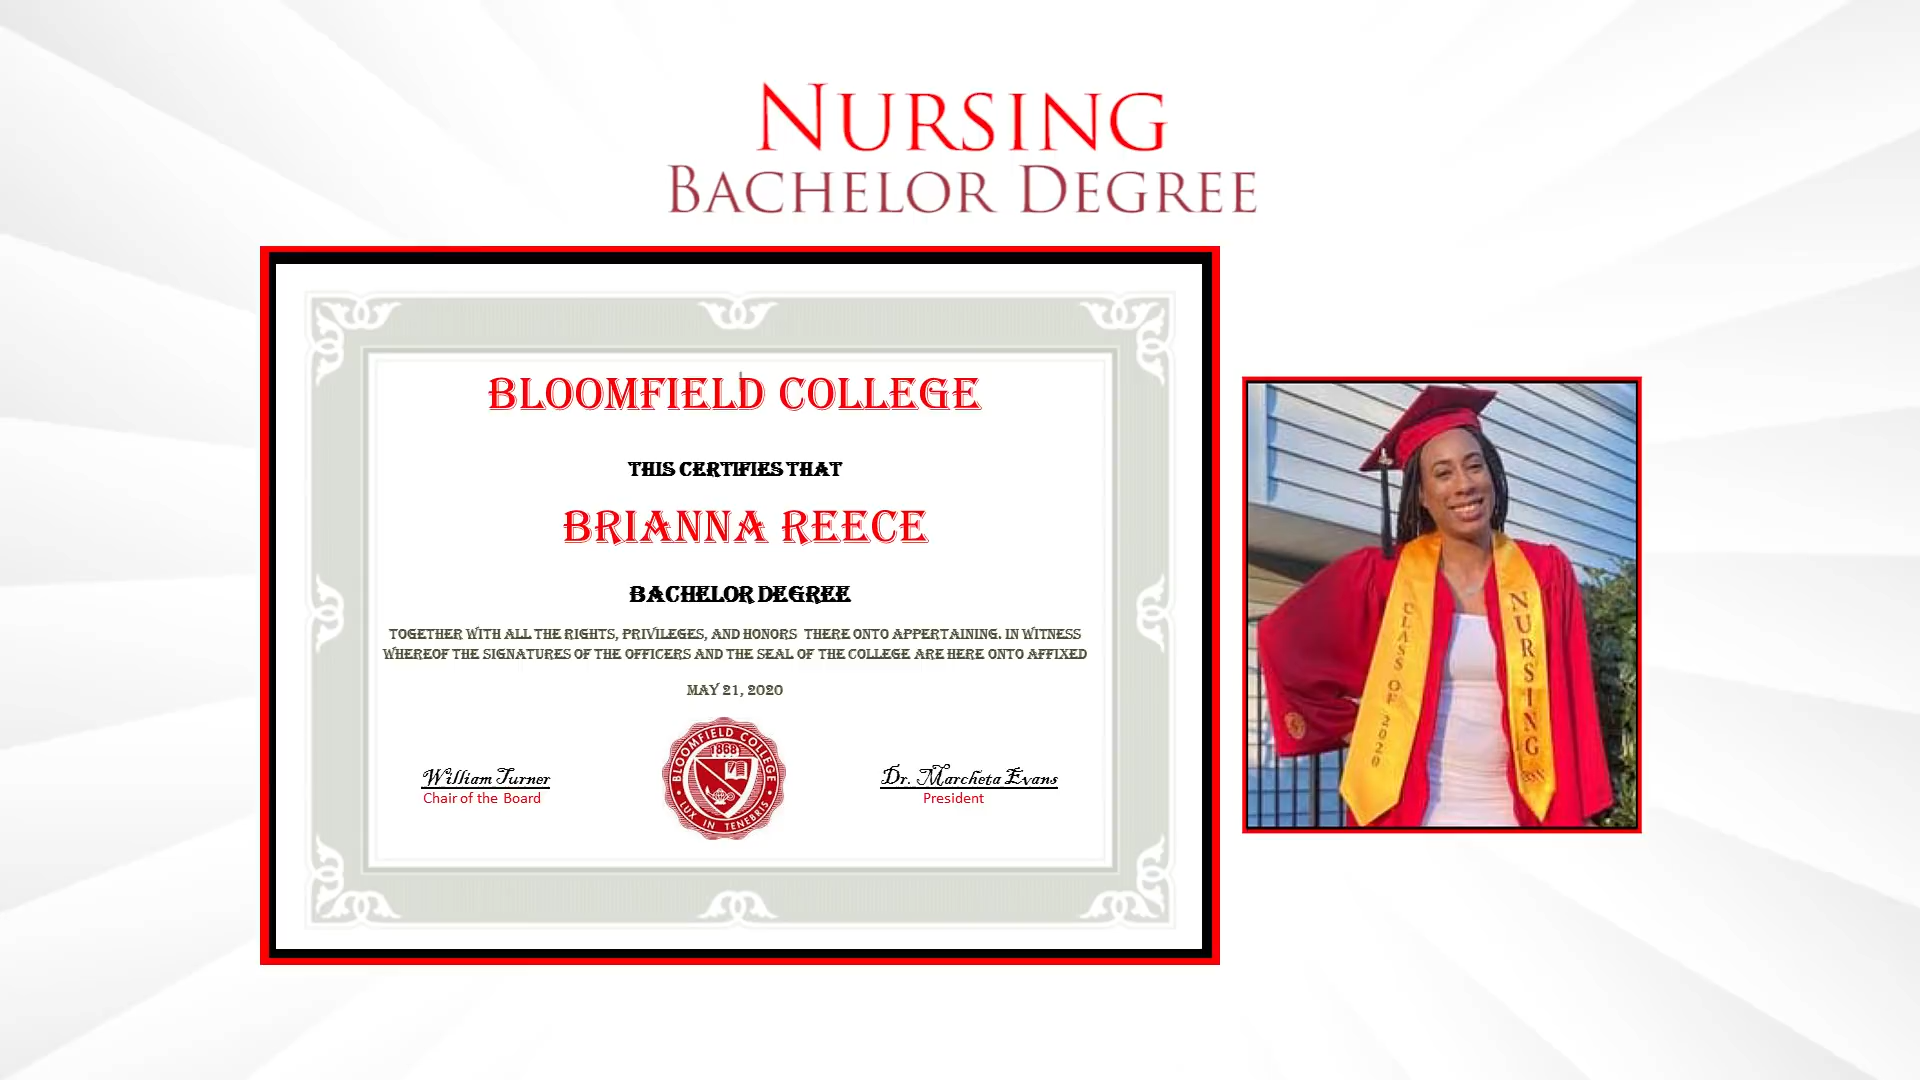 NURSING
BACHELOR DEGREE
BLOOMFIELD COLLEGE
THIS CERTIFIES THAT
BRIANNA REECE
BACHELOR DEGREE
TOGETHER WITH ALL THE RIGHTS, PRIVILEGES, AND HONORS THERE ONTO APPERTAINING. IN WITNESS
WHEREOF THE SIGNATURES OF THE OFFICERS AND THE SEAL OF THE COLLEGE ARE HERE ONTO AFFIXED
MAY 21, 2020
William Turner
Chair of the Board
BLOOMFIELD COLLEGE
1868
LUX IN TENEBRIS
Dr. Marcheta Evans
President
CLASS OF 2020
NURSING
BSN